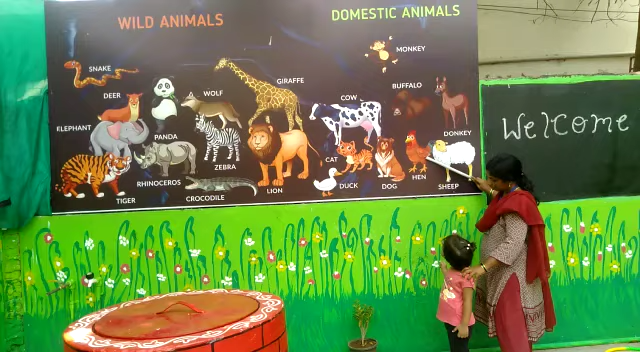 WILD ANIMALS
DOMESTIC ANIMALS
SNAKE
DEER
ELEPHANT
PANDA
WOLF
GIRAFFE
ZEBRA
RHINOCEROS
TIGER
CROCODILE
LION
MONKEY
BUFFALO
COW
DONKEY
CAT
DUCK
DOG
HEN
SHEEP
Welcome